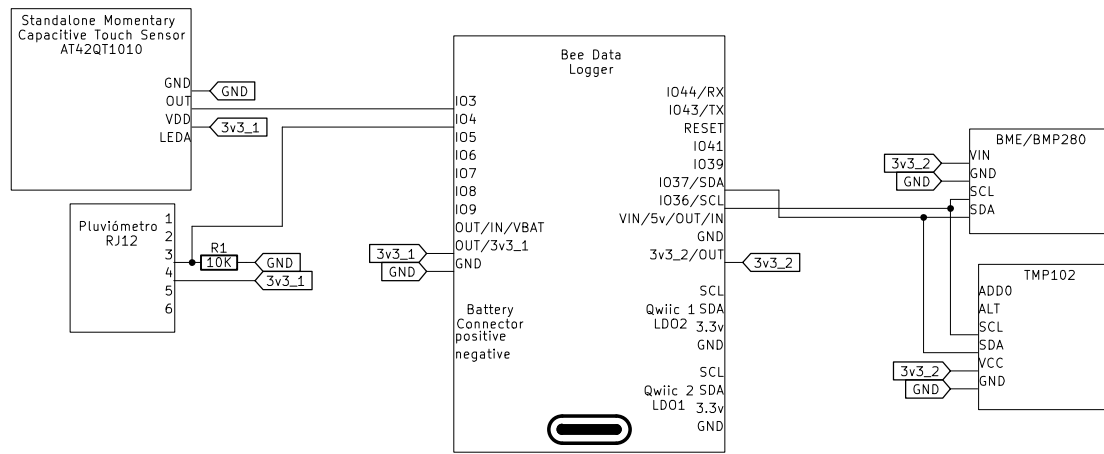 Standalone Momentary
Capacitive Touch Sensor
AT42QT1010
GND
OUT
VDD
LEDA
GND
3v3_1
Pluviómetro
RJ12
1
2
3
4
5
6
R1
10K
GND
3v3_1
Bee Data
Logger
IO3
IO4
IO5
IO6
IO7
IO8
IO9
OUT/IN/VBAT
OUT/3v3_1
GND
3v3_1
GND
Battery
Connector
positive
negative
IO44/RX
IO43/TX
RESET
IO41
IO39
IO37/SDA
IO36/SCL
VIN/5v/OUT/IN
GND
3v3_2/OUT
3v3_2
SCL
Qwiic 1 SDA
LDO2 3.3v
GND
SCL
Qwiic 2 SDA
LDO1 3.3v
GND
BME/BMP280
VIN
GND
SCL
SDA
3v3_2
GND
TMP102
ADD0
ALT
SCL
SDA
VCC
GND
3v3_2
GND